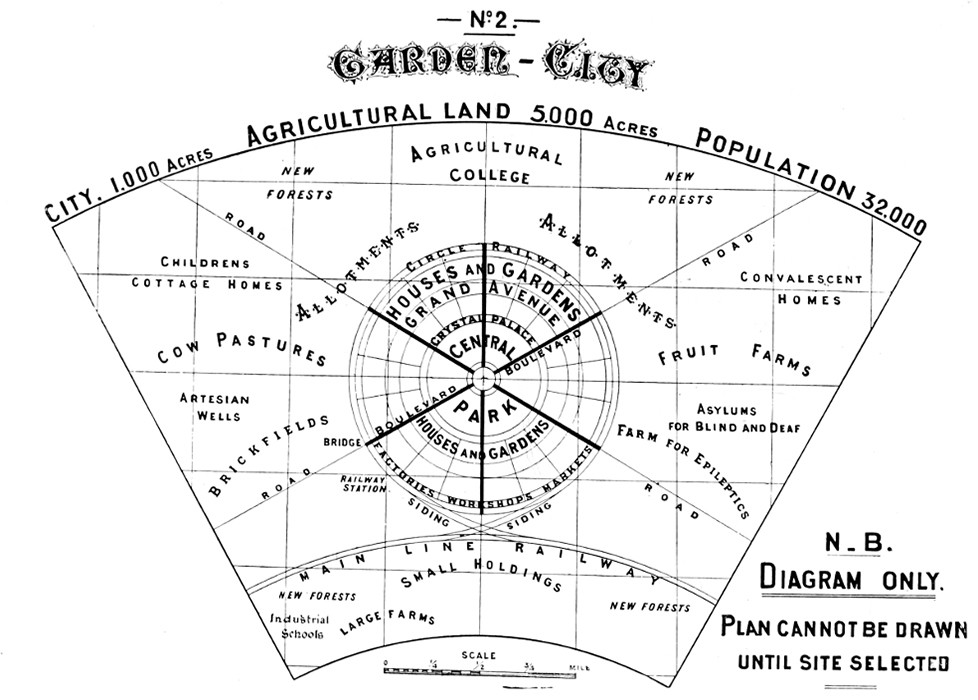 — Nº 2. —
GARDEN-CITY
CITY. 1.000 ACRES AGRICULTURAL LAND 5.000 ACRES POPULATION 32.000
AGRICULTURAL
COLLEGE
NEW
FORESTS
NEW
FORESTS
ROAD
ROAD
ALLOTMENTS
ALLOTMENTS
CHILDRENS
COTTAGE HOMES
CONVALESCENT
HOMES
CIRCLE RAILWAY
HOUSES AND GARDENS
GRAND AVENUE
CRYSTAL PALACE
CENTRAL
BOULEVARD
COW PASTURES
FRUIT FARMS
ARTESIAN
WELLS
ASYLUMS
FOR BLIND AND DEAF
BOULEVARD
PARK
HOUSES AND GARDENS
BRICKFIELDS
BRIDGE
FARM FOR EPILEPTICS
FACTORIES WORKSHOPS MARKETS
ROAD
RAILWAY
STATION
ROAD
SIDING
SIDING
MAIN LINE RAILWAY
SMALL HOLDINGS
NEW FORESTS
NEW FORESTS
Industrial
Schools
LARGE FARMS
SCALE
0 ¼ ½ ¾ MILE
N.B.
DIAGRAM ONLY.
PLAN CANNOT BE DRAWN
UNTIL SITE SELECTED